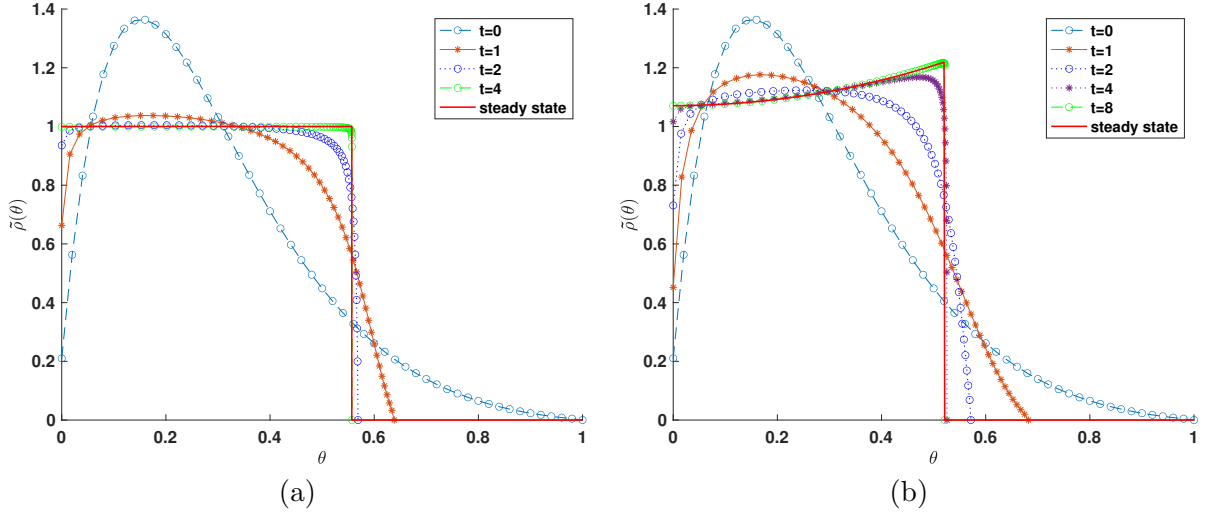 1.4
1.2
1
0.8
0.6
0.4
0.2
0
0 0.2 0.4 0.6 0.8 1
θ
ρ̃(θ)
t=0
t=1
t=2
t=4
steady state
(a)
1.4
1.2
1
0.8
0.6
0.4
0.2
0
0 0.2 0.4 0.6 0.8 1
θ
ρ̃(θ)
t=0
t=1
t=2
t=4
t=8
steady state
(b)